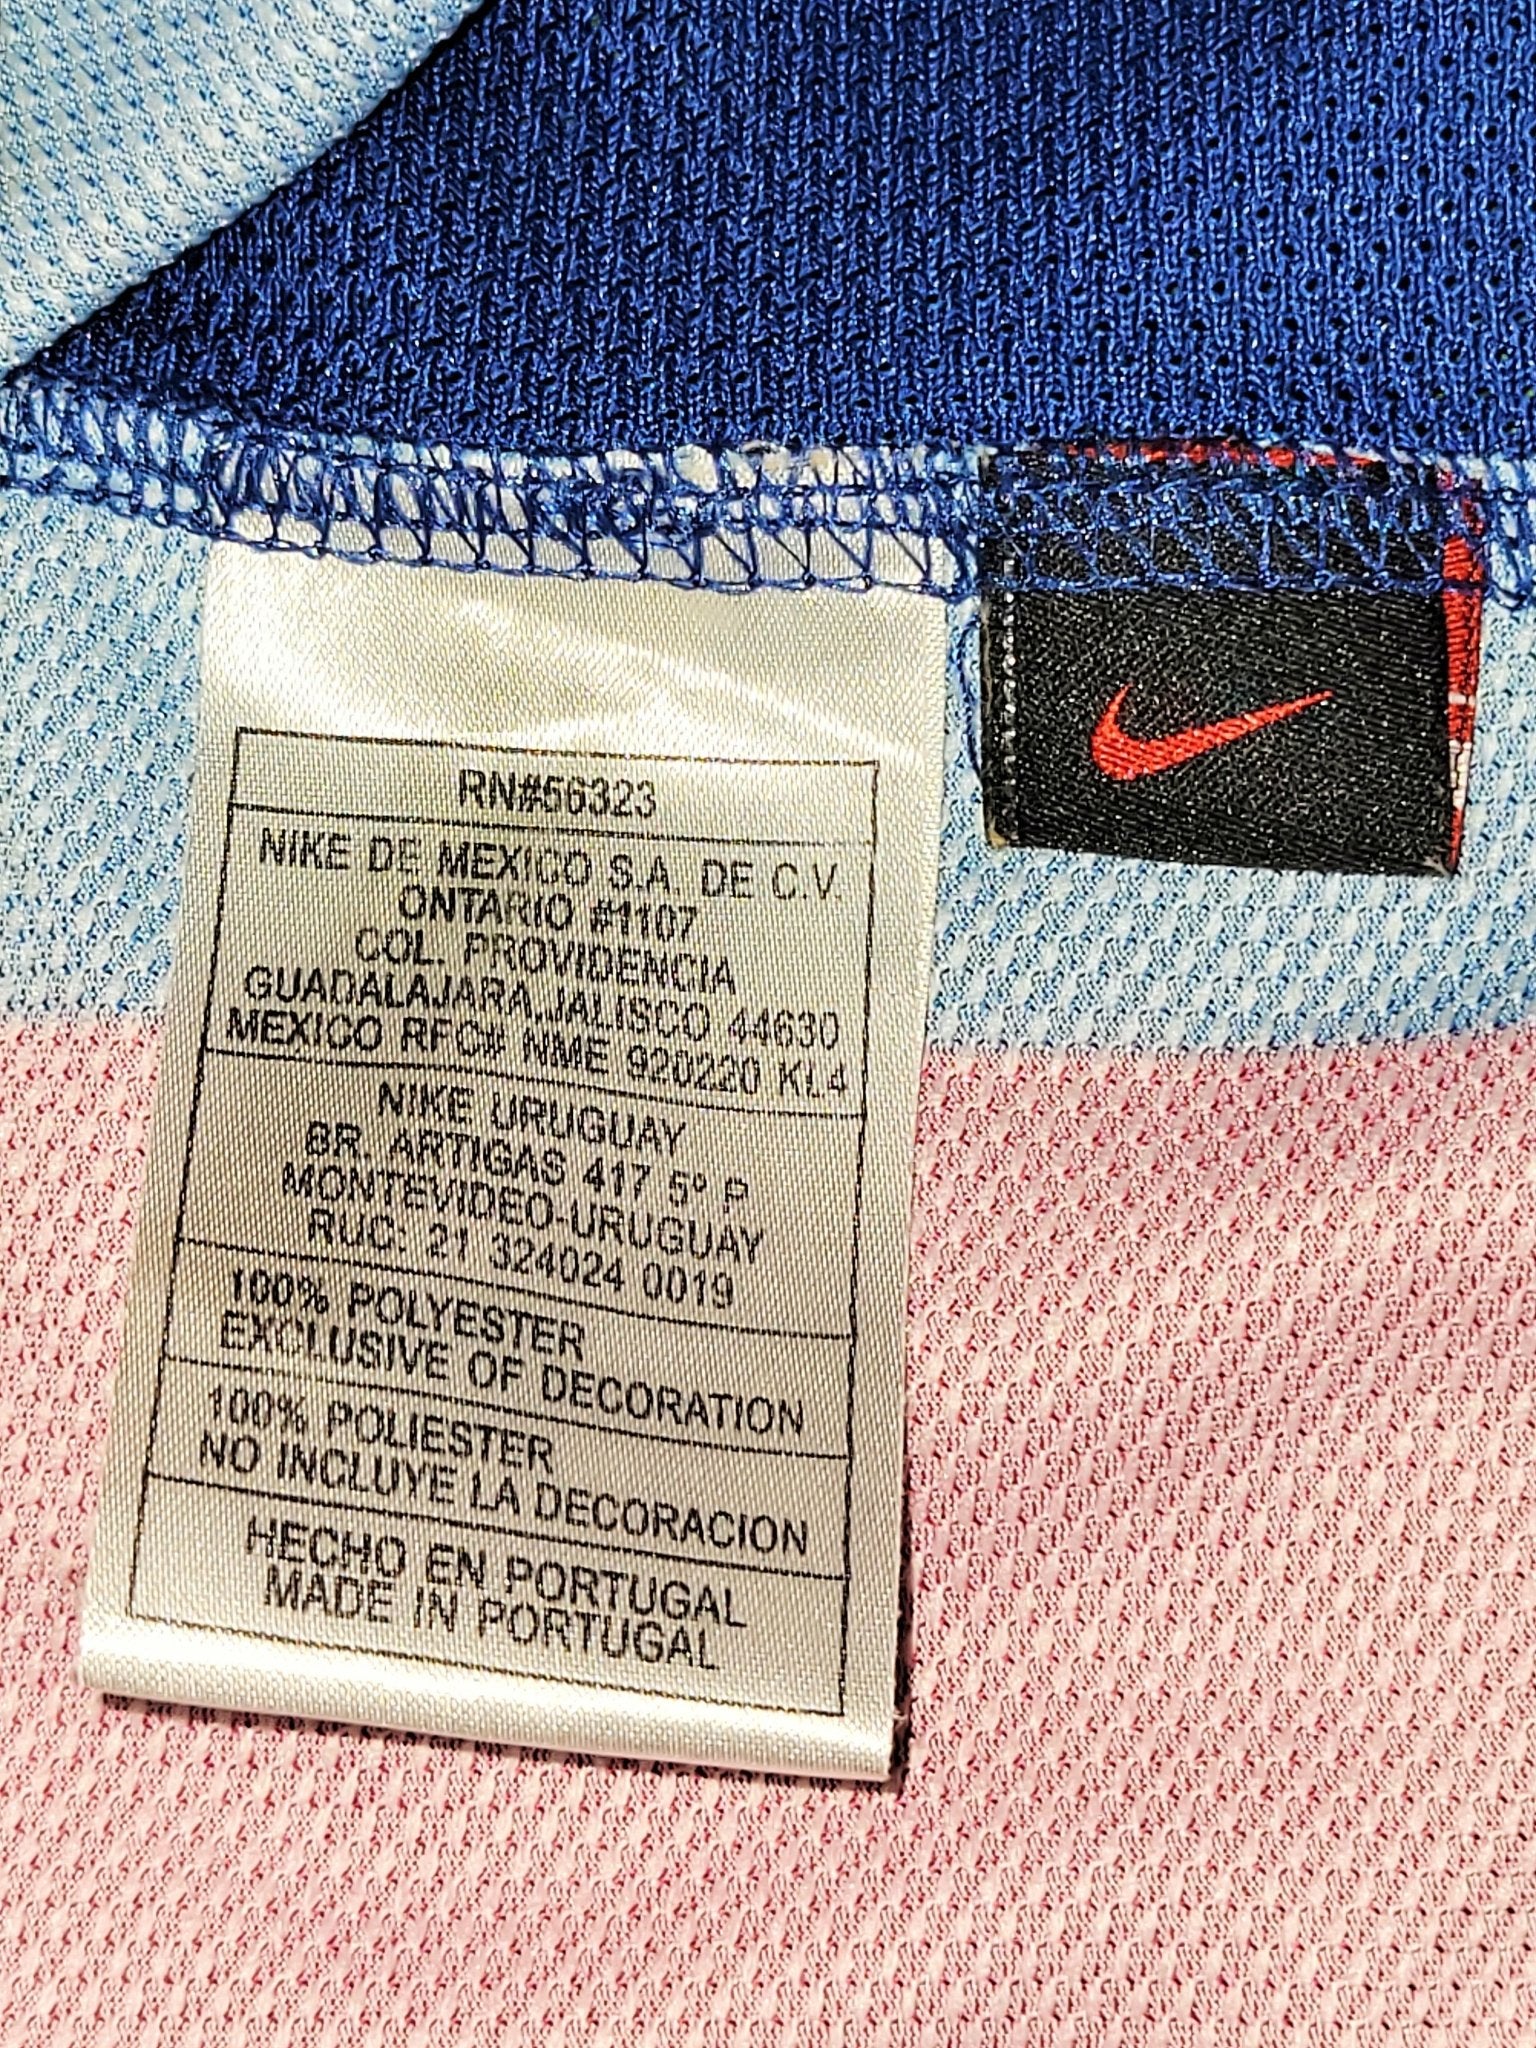 RN#56323
NIKE DE MEXICO S.A. DE C.V.
ONTARIO #1107
COL. PROVIDENCIA
GUADALAJARA,JALISCO 44630
MEXICO RFC# NME 920220 KL4
NIKE URUGUAY
BR. ARTIGAS 417 5º P
MONTEVIDEO-URUGUAY
RUC: 21 324024 0019
100% POLYESTER
EXCLUSIVE OF DECORATION
100% POLIESTER
NO INCLUYE LA DECORACION
HECHO EN PORTUGAL
MADE IN PORTUGAL